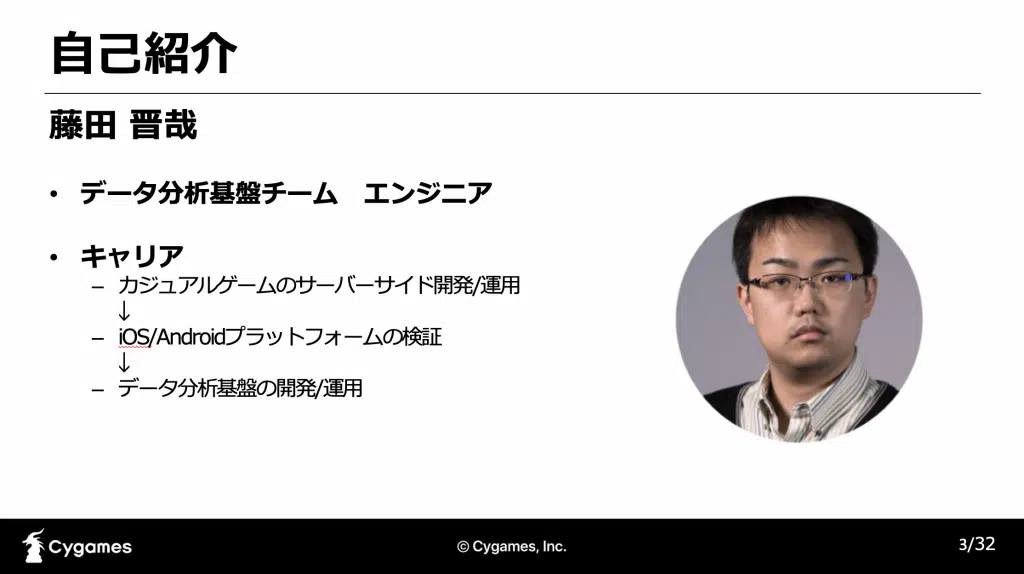 自己紹介
藤田 晋哉
• データ分析基盤チーム　エンジニア
• キャリア
– カジュアルゲームのサーバーサイド開発/運用
↓
– iOS/Androidプラットフォームの検証
↓
– データ分析基盤の開発/運用
Cygames
© Cygames, Inc.
3/32